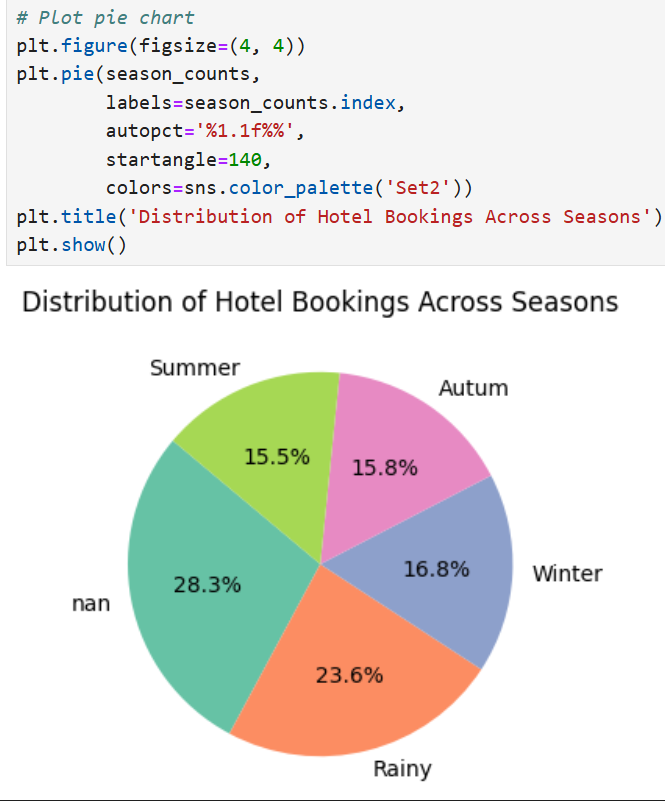 # Plot pie chart
plt.figure(figsize=(4, 4))
plt.pie(season_counts,
        labels=season_counts.index,
        autopct='%1.1f%%',
        startangle=140,
        colors=sns.color_palette('Set2'))
plt.title('Distribution of Hotel Bookings Across Seasons')
plt.show()
Distribution of Hotel Bookings Across Seasons
Summer
Autum
15.5%
15.8%
Winter
16.8%
28.3%
nan
23.6%
Rainy